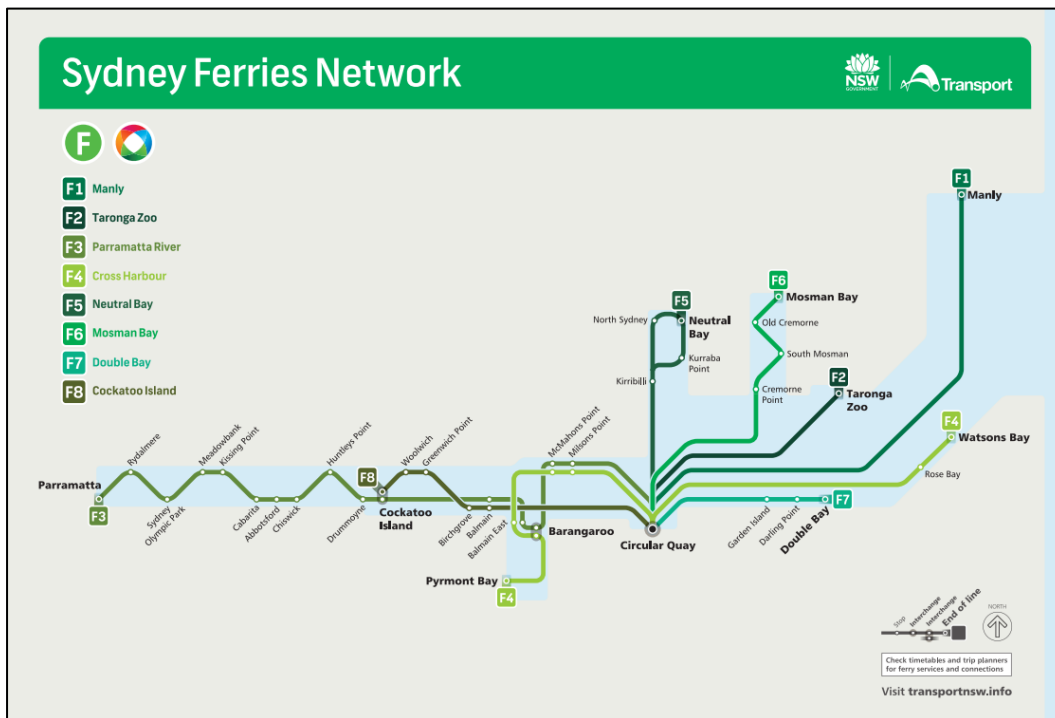 Sydney Ferries Network
NSW
GOVERNMENT
Transport
F
F1 Manly
F2 Taronga Zoo
F3 Parramatta River
F4 Cross Harbour
F5 Neutral Bay
F6 Mosman Bay
F7 Double Bay
F8 Cockatoo Island
F1
Manly
F6
Mosman Bay
F5
North Sydney
Neutral
Bay
Old Cremorne
South Mosman
Kurraba
Point
Kirribilli
Cremorne
Point
F2
Taronga
Zoo
F4
Watsons Bay
Rose Bay
Parramatta
F3
Rydalmere
Sydney
Olympic Park
Meadowbank
Kissing Point
Cabarita
Abbotsford
Chiswick
Huntleys Point
Drummoyne
F8
Cockatoo
Island
Woolwich
Greenwich Point
Birchgrove
Balmain
Balmain East
McMahons Point
Milsons Point
Barangaroo
Pyrmont Bay
F4
Circular Quay
Garden Island
Darling Point
Double Bay
F7
Stop
Interchange
Interchange
End of line
NORTH
Check timetables and trip planners
for ferry services and connections
Visit transportnsw.info